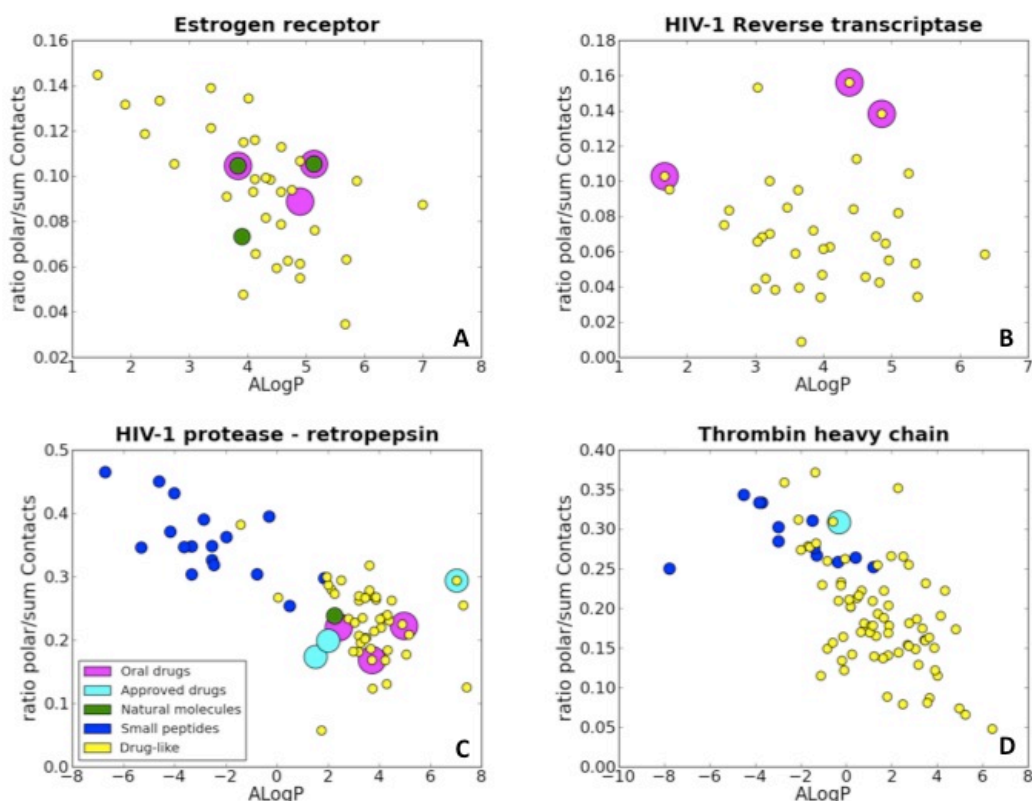 Estrogen receptor
0.16
0.14
0.12
0.10
0.08
0.06
0.04
0.02
ratio polar/sum Contacts
1 2 3 4 5 6 7 8
ALogP
A
HIV-1 Reverse transcriptase
0.18
0.16
0.14
0.12
0.10
0.08
0.06
0.04
0.02
0.00
ratio polar/sum Contacts
1 2 3 4 5 6 7
ALogP
B
HIV-1 protease - retropepsin
0.5
0.4
0.3
0.2
0.1
0.0
ratio polar/sum Contacts
Oral drugs
Approved drugs
Natural molecules
Small peptides
Drug-like
−8 −6 −4 −2 0 2 4 6 8
ALogP
C
Thrombin heavy chain
0.40
0.35
0.30
0.25
0.20
0.15
0.10
0.05
0.00
ratio polar/sum Contacts
−10 −8 −6 −4 −2 0 2 4 6 8
ALogP
D